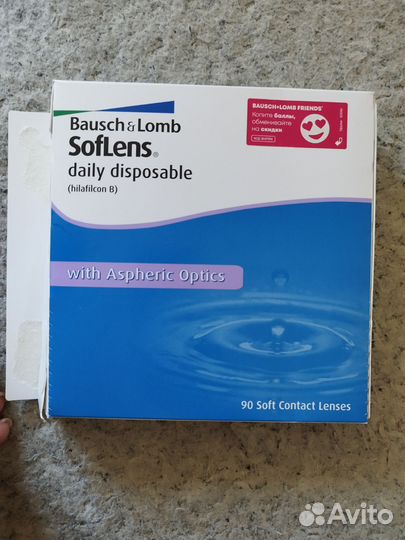 Bausch & Lomb
SofLens®
daily disposable
(hilafilcon B)
BAUSCH+LOMB FRIENDS
Копите баллы,
обменивайте
на скидки
with Aspheric Optics
90 Soft Contact Lenses
Avito